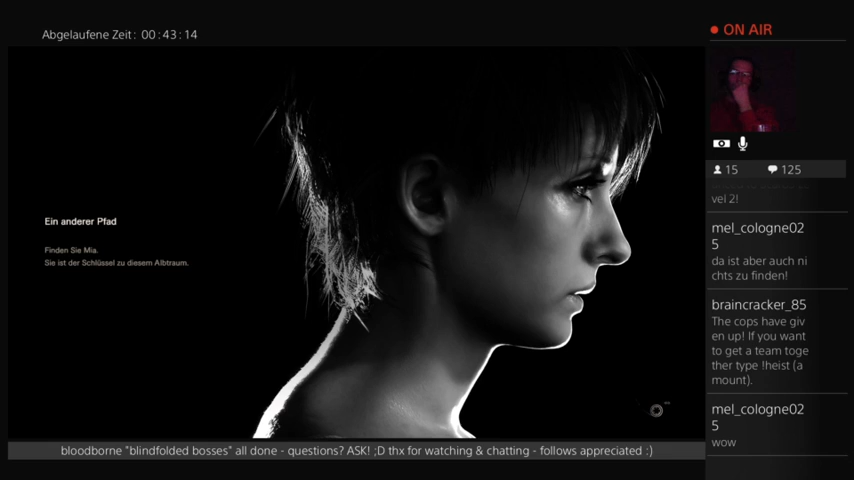 Abgelaufene Zeit: 00:43:14
ON AIR
15
125
vel 2!
mel_cologne02
5
da ist aber auch ni
chts zu finden!
braincracker_85
The cops have giv
en up! If you want
to get a team toge
ther type !heist (a
mount).
mel_cologne02
5
wow
Ein anderer Pfad
Finden Sie Mia.
Sie ist der Schlüssel zu diesem Albtraum.
bloodborne "blindfolded bosses" all done - questions? ASK! ;D thx for watching & chatting - follows appreciated :)